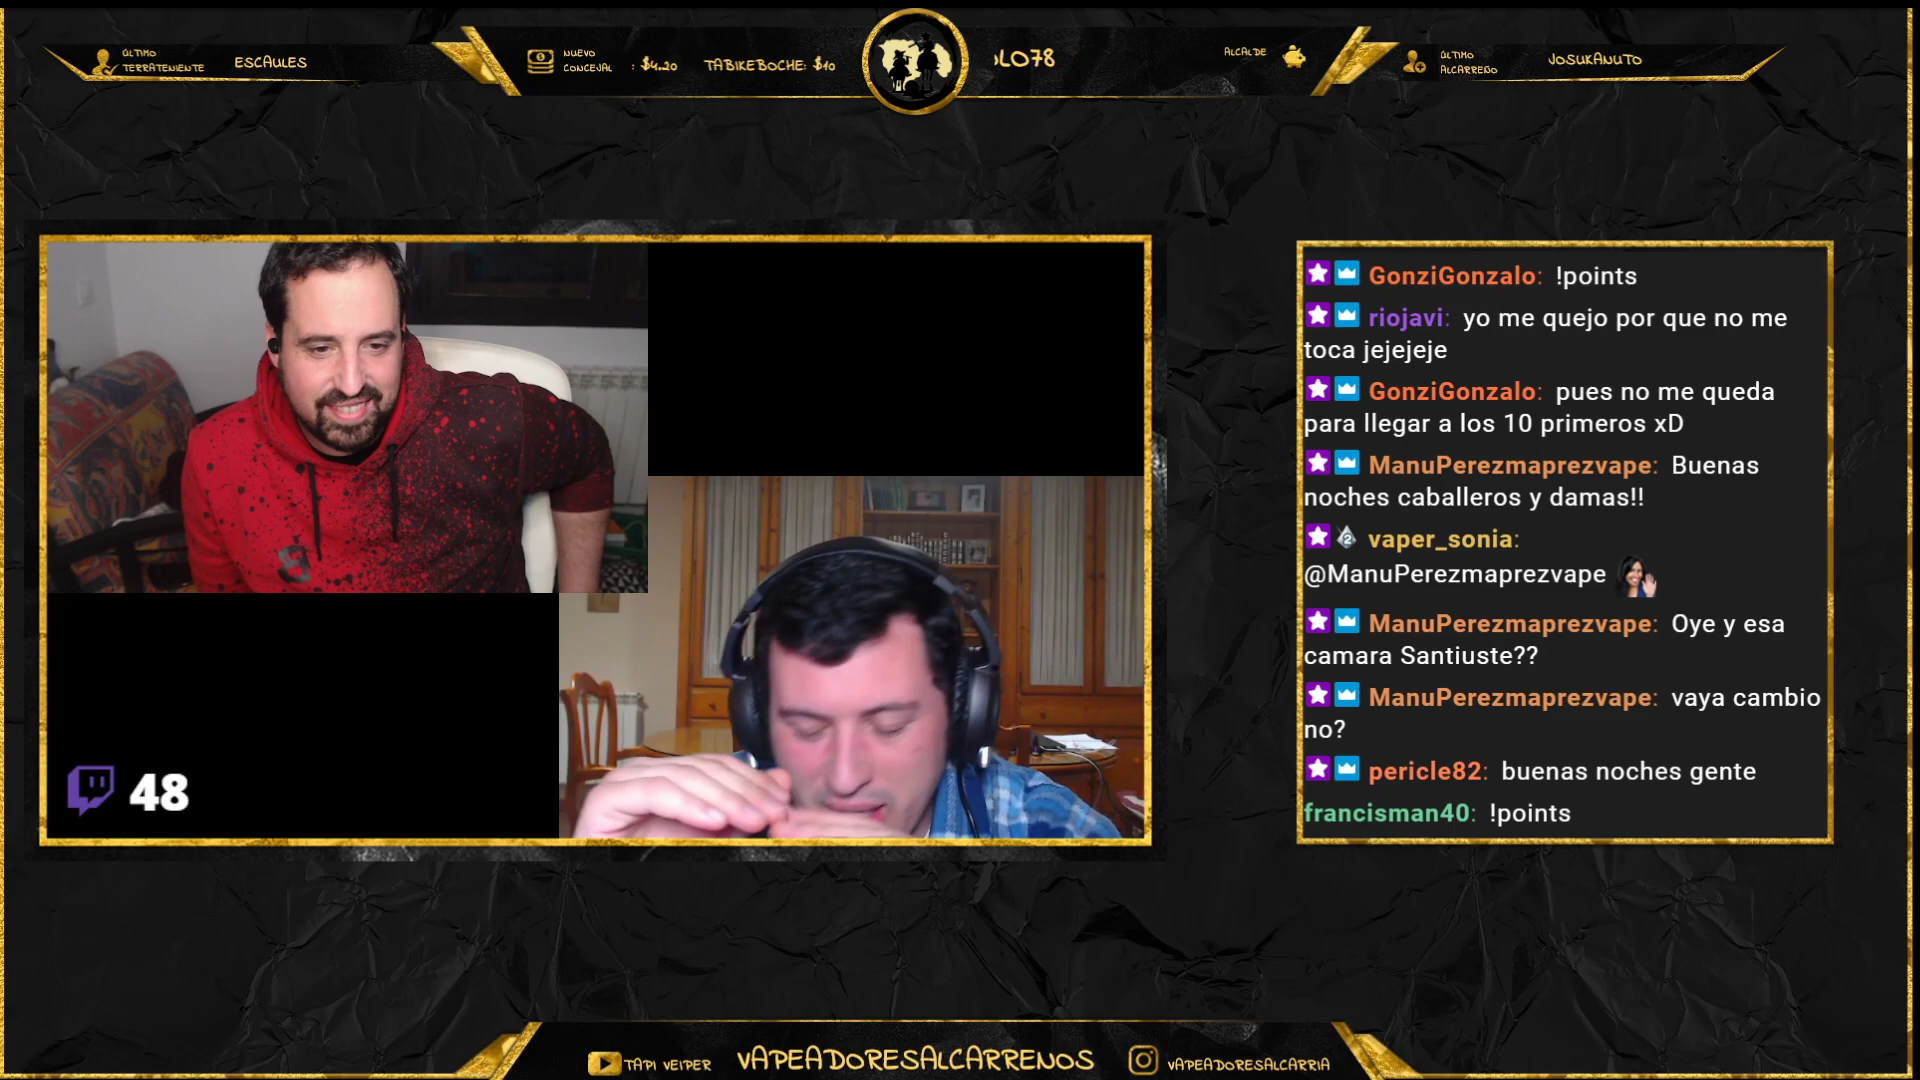 ÚLTIMO
TERRATENIENTE
ESCAULES
NUEVO
CONCEJAL
: $4.20
TABIKEBOCHE: $10
LO78
ALCALDE
ÚLTIMO
ALCARREÑO
JOSUKANUTO
GonziGonzalo: !points
riojavi: yo me quejo por que no me
toca jejejeje
GonziGonzalo: pues no me queda
para llegar a los 10 primeros xD
ManuPerezmaprezvape: Buenas
noches caballeros y damas!!
2 vaper_sonia:
@ManuPerezmaprezvape
ManuPerezmaprezvape: Oye y esa
camara Santiuste??
ManuPerezmaprezvape: vaya cambio
no?
pericle82: buenas noches gente
francisman40: !points
48
TAPI VEIPER
VAPEADORESALCARRENOS
VAPEADORESALCARRIA